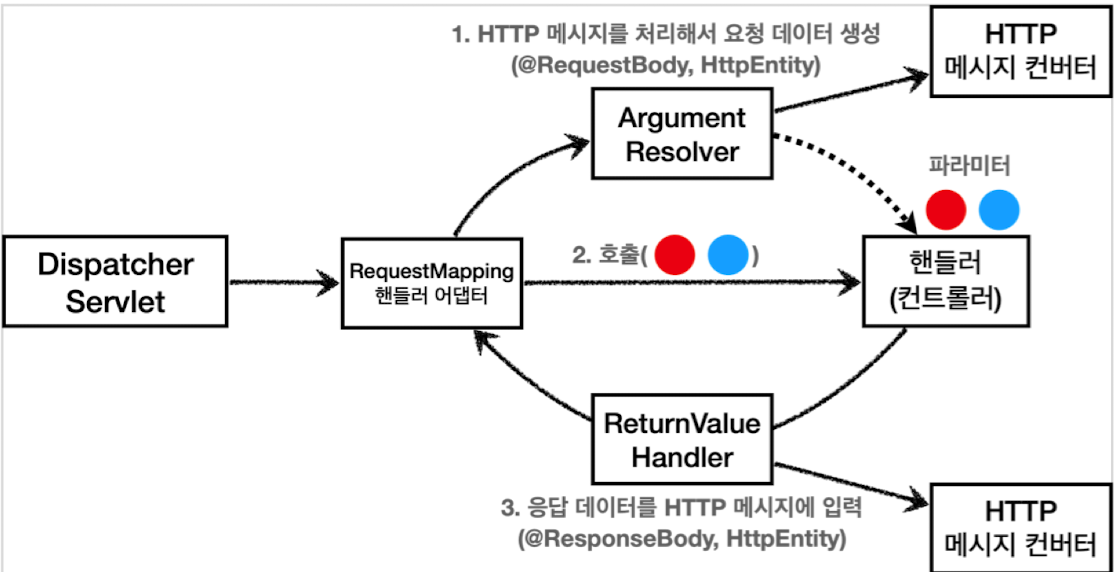 1. HTTP 메시지를 처리해서 요청 데이터 생성
(@RequestBody, HttpEntity)
HTTP
메시지 컨버터
Argument
Resolver
파라미터
Dispatcher
Servlet
RequestMapping
핸들러 어댑터
2. 호출( )
핸들러
(컨트롤러)
ReturnValue
Handler
3. 응답 데이터를 HTTP 메시지에 입력
(@ResponseBody, HttpEntity)
HTTP
메시지 컨버터